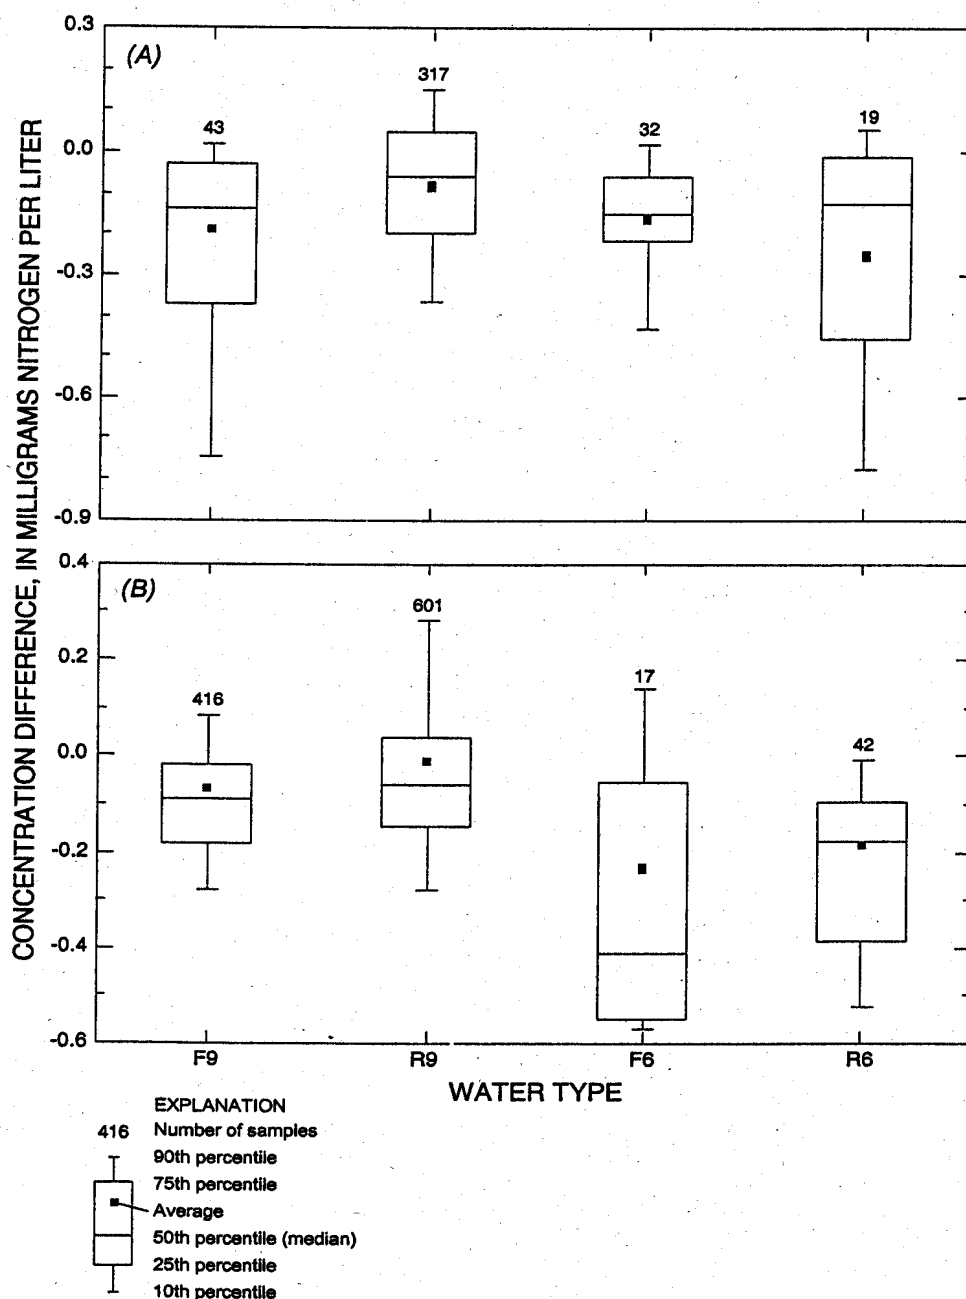 CONCENTRATION DIFFERENCE, IN MILLIGRAMS NITROGEN PER LITER
(A)
0.3
0.0
-0.3
-0.6
-0.9
43
317
32
19
(B)
0.4
0.2
0.0
-0.2
-0.4
-0.6
416
601
17
42
F9 R9 F6 R6
WATER TYPE
EXPLANATION
416 Number of samples
90th percentile
75th percentile
Average
50th percentile (median)
25th percentile
10th percentile